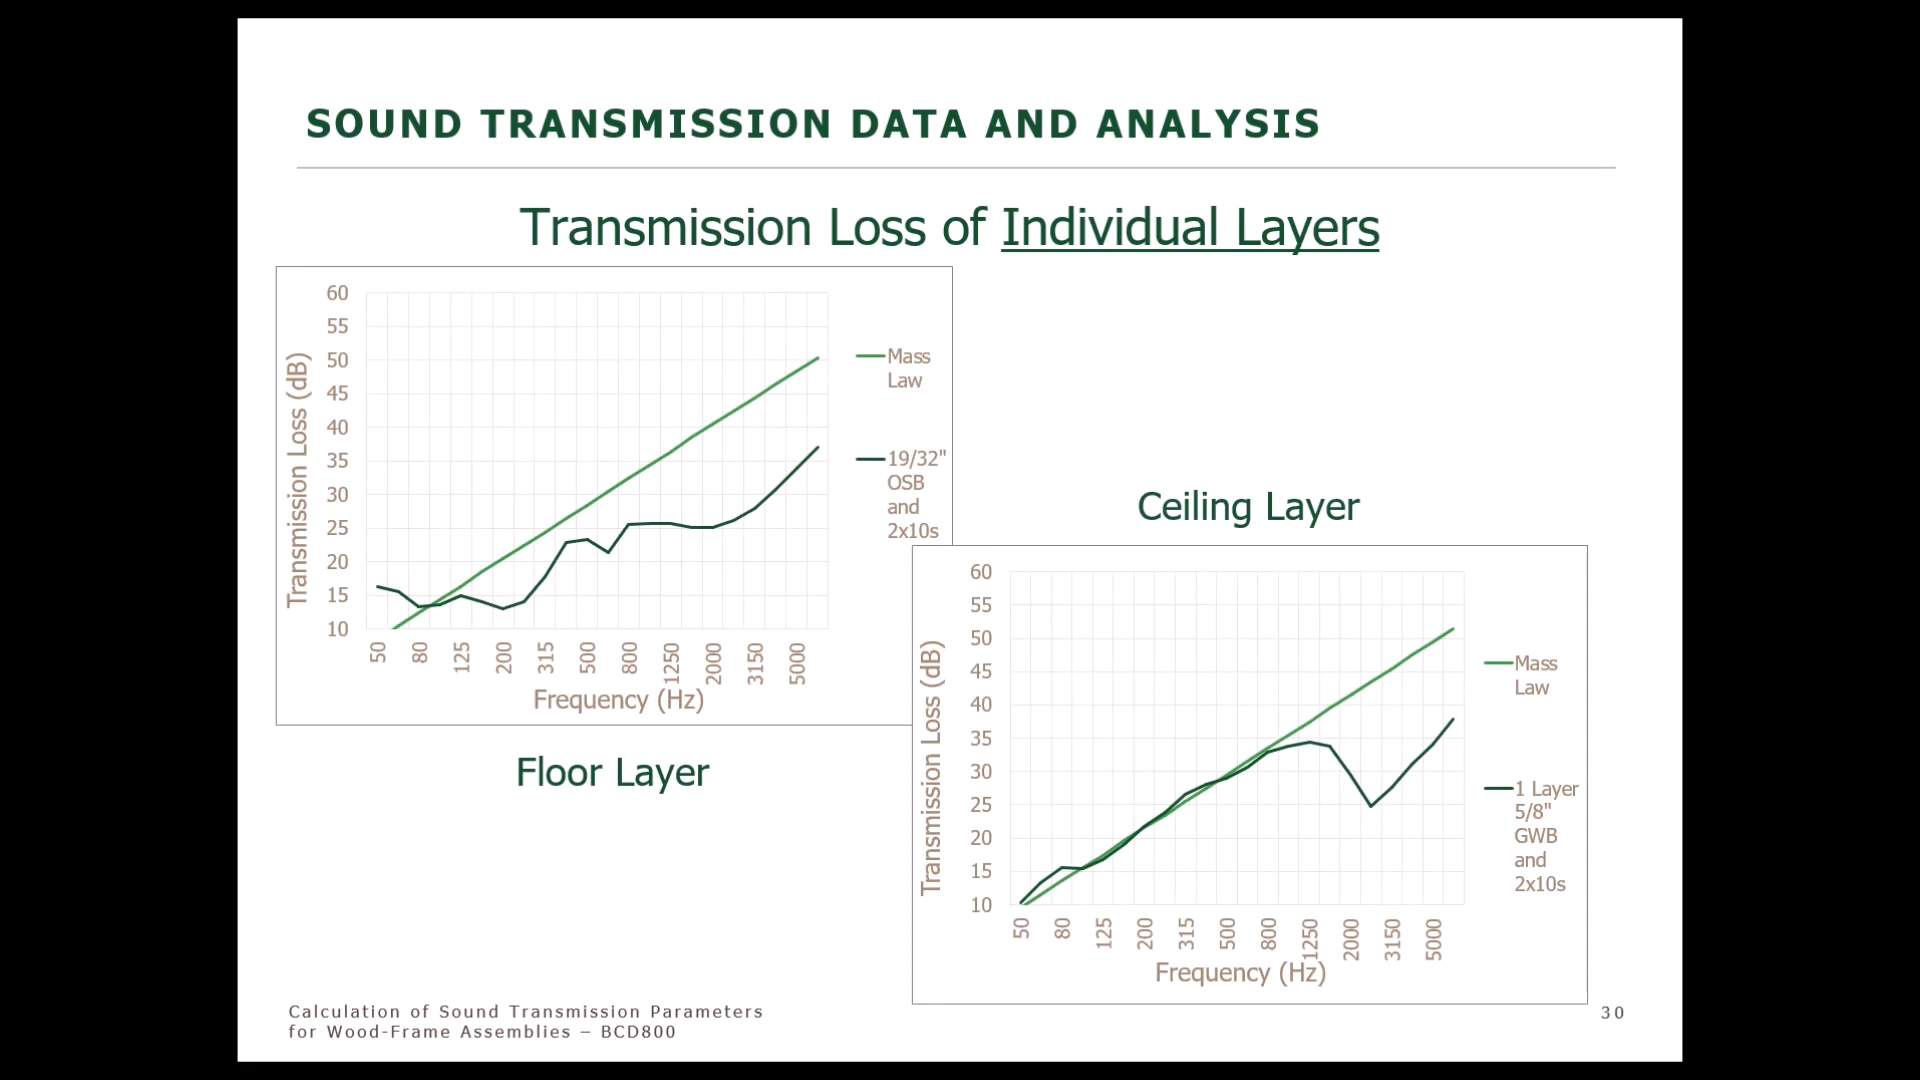 SOUND TRANSMISSION DATA AND ANALYSIS
Transmission Loss of Individual Layers
60
55
50
45
40
35
30
25
20
15
10
Transmission Loss (dB)
50
80
125
200
315
500
800
1250
2000
3150
5000
Frequency (Hz)
Mass
Law
19/32"
OSB
and
2x10s
Floor Layer
Ceiling Layer
60
55
50
45
40
35
30
25
20
15
10
Transmission Loss (dB)
50
80
125
200
315
500
800
1250
2000
3150
5000
Frequency (Hz)
Mass
Law
1 Layer
5/8"
GWB
and
2x10s
Calculation of Sound Transmission Parameters
for Wood-Frame Assemblies – BCD800
30